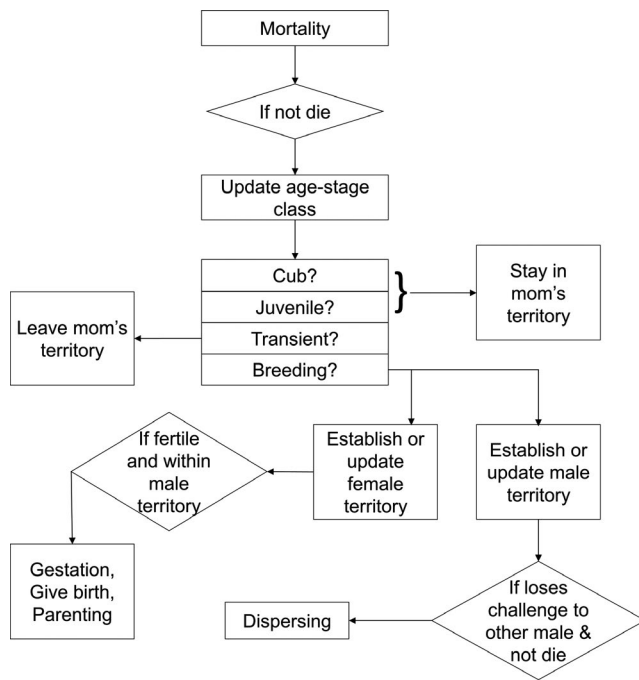 Mortality
If not die
Update age-stage
class
Cub?
Juvenile?
Transient?
Breeding?
Stay in
mom's
territory
Leave mom's
territory
If fertile
and within
male
territory
Establish or
update
female
territory
Establish or
update male
territory
Gestation,
Give birth,
Parenting
Dispersing
If loses
challenge to
other male &
not die